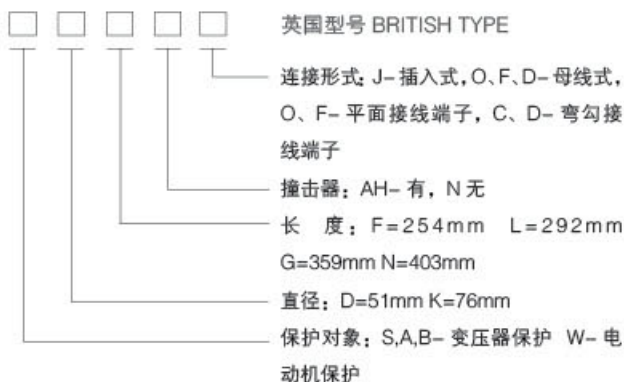 英国型号 BRITISH TYPE
连接形式: J-插入式,O、F、D-母线式,
O、F-平面接线端子，C、D-弯勾接
线端子
撞击器：AH-有，N 无
长 度：F=254mm L=292mm
G=359mm N=403mm
直径：D=51mm K=76mm
保护对象：S,A,B-变压器保护 W-电
动机保护